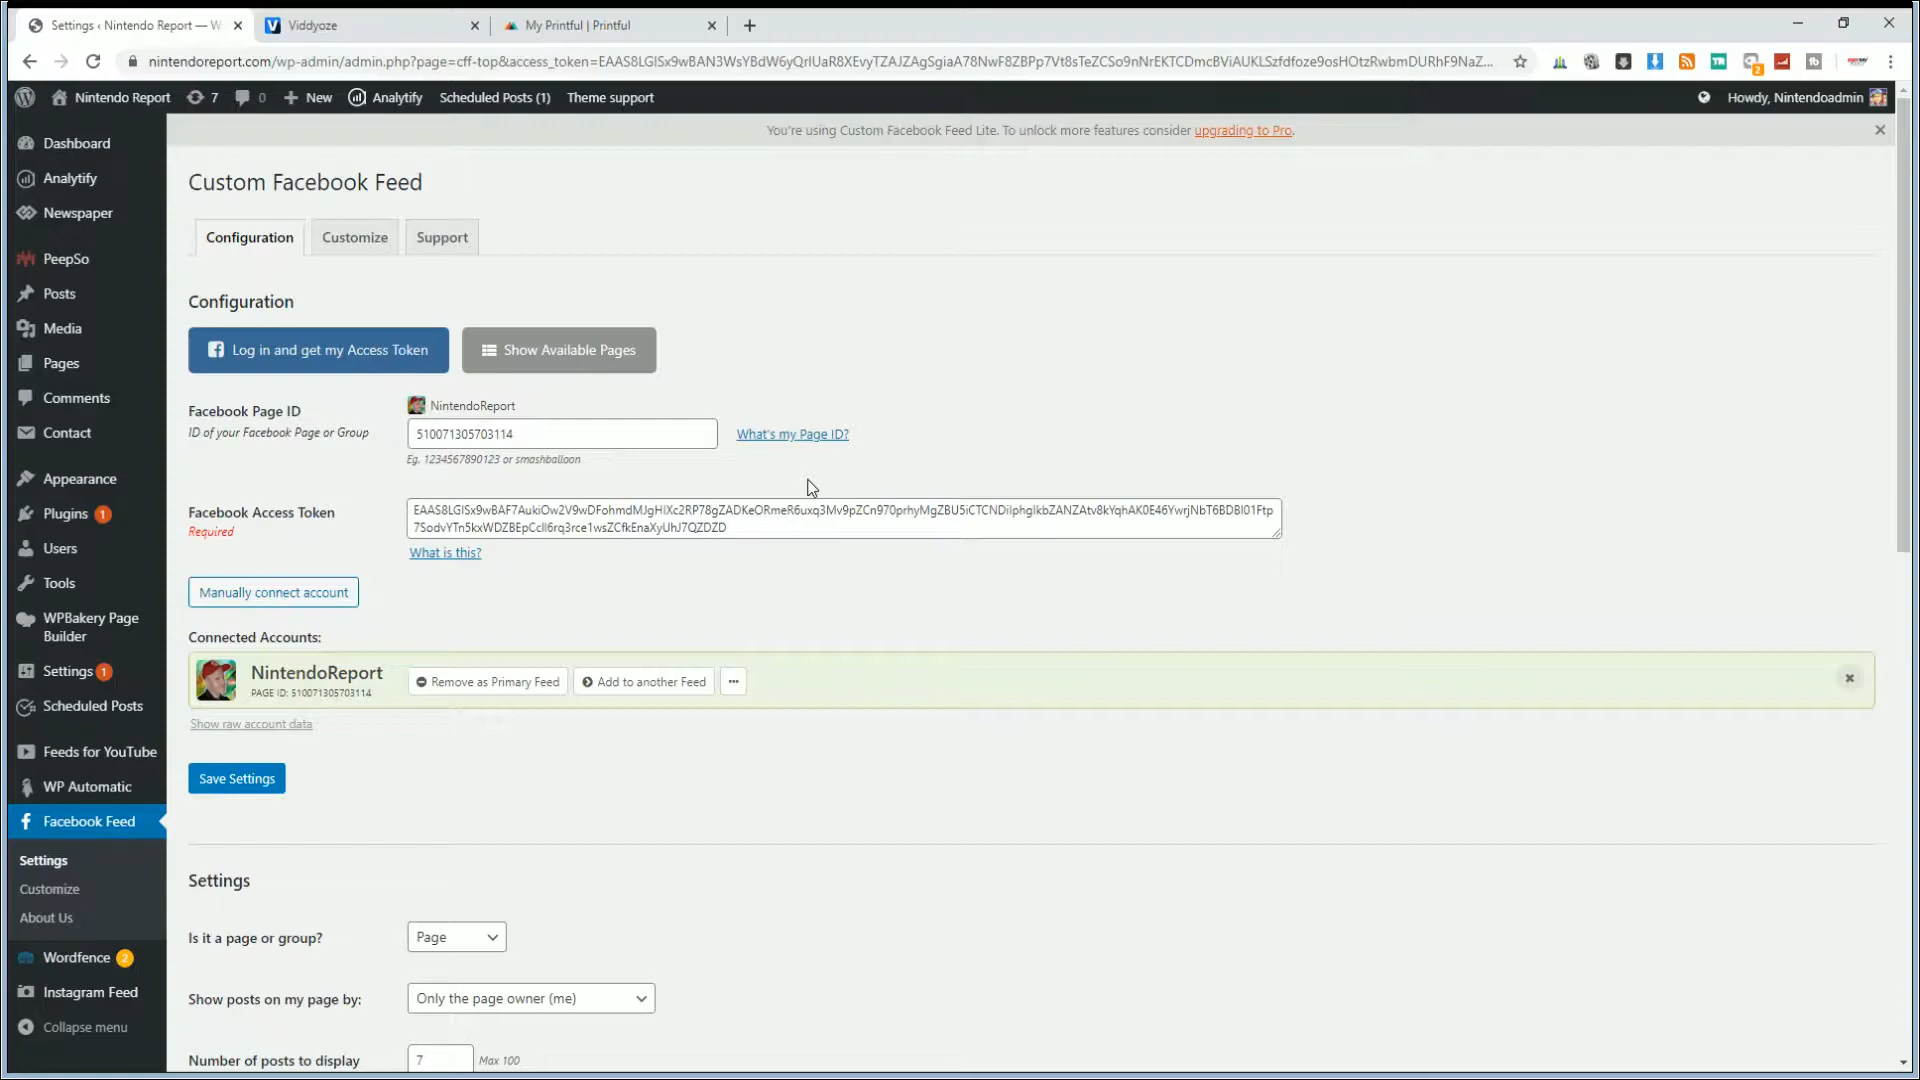 Settings ‹ Nintendo Report — W
Viddyoze
My Printful | Printful
nintendoreport.com/wp-admin/admin.php?page=cff-top&access_token=
Nintendo Report
7
0
New
Analytify
Scheduled Posts (1)
Theme support
Howdy, Nintendoadmin
You're using Custom Facebook Feed Lite. To unlock more features consider upgrading to Pro.
Dashboard
Analytify
Newspaper
PeepSo
Posts
Media
Pages
Comments
Contact
Appearance
Plugins 1
Users
Tools
WPBakery Page
Builder
Settings 1
Scheduled Posts
Feeds for YouTube
WP Automatic
Facebook Feed
Settings
Customize
About Us
Wordfence 2
Instagram Feed
Collapse menu
Custom Facebook Feed
Configuration
Customize
Support
Configuration
Log in and get my Access Token
Show Available Pages
Facebook Page ID
ID of your Facebook Page or Group
NintendoReport
510071305703114
What's my Page ID?
Eg. 1234567890123 or smashballoon
Facebook Access Token
Required
What is this?
Manually connect account
Connected Accounts:
NintendoReport
PAGE ID: 510071305703114
Remove as Primary Feed
Add to another Feed
...
Show raw account data
Save Settings
Settings
Is it a page or group?
Page
Show posts on my page by:
Only the page owner (me)
Number of posts to display
7
Max 100